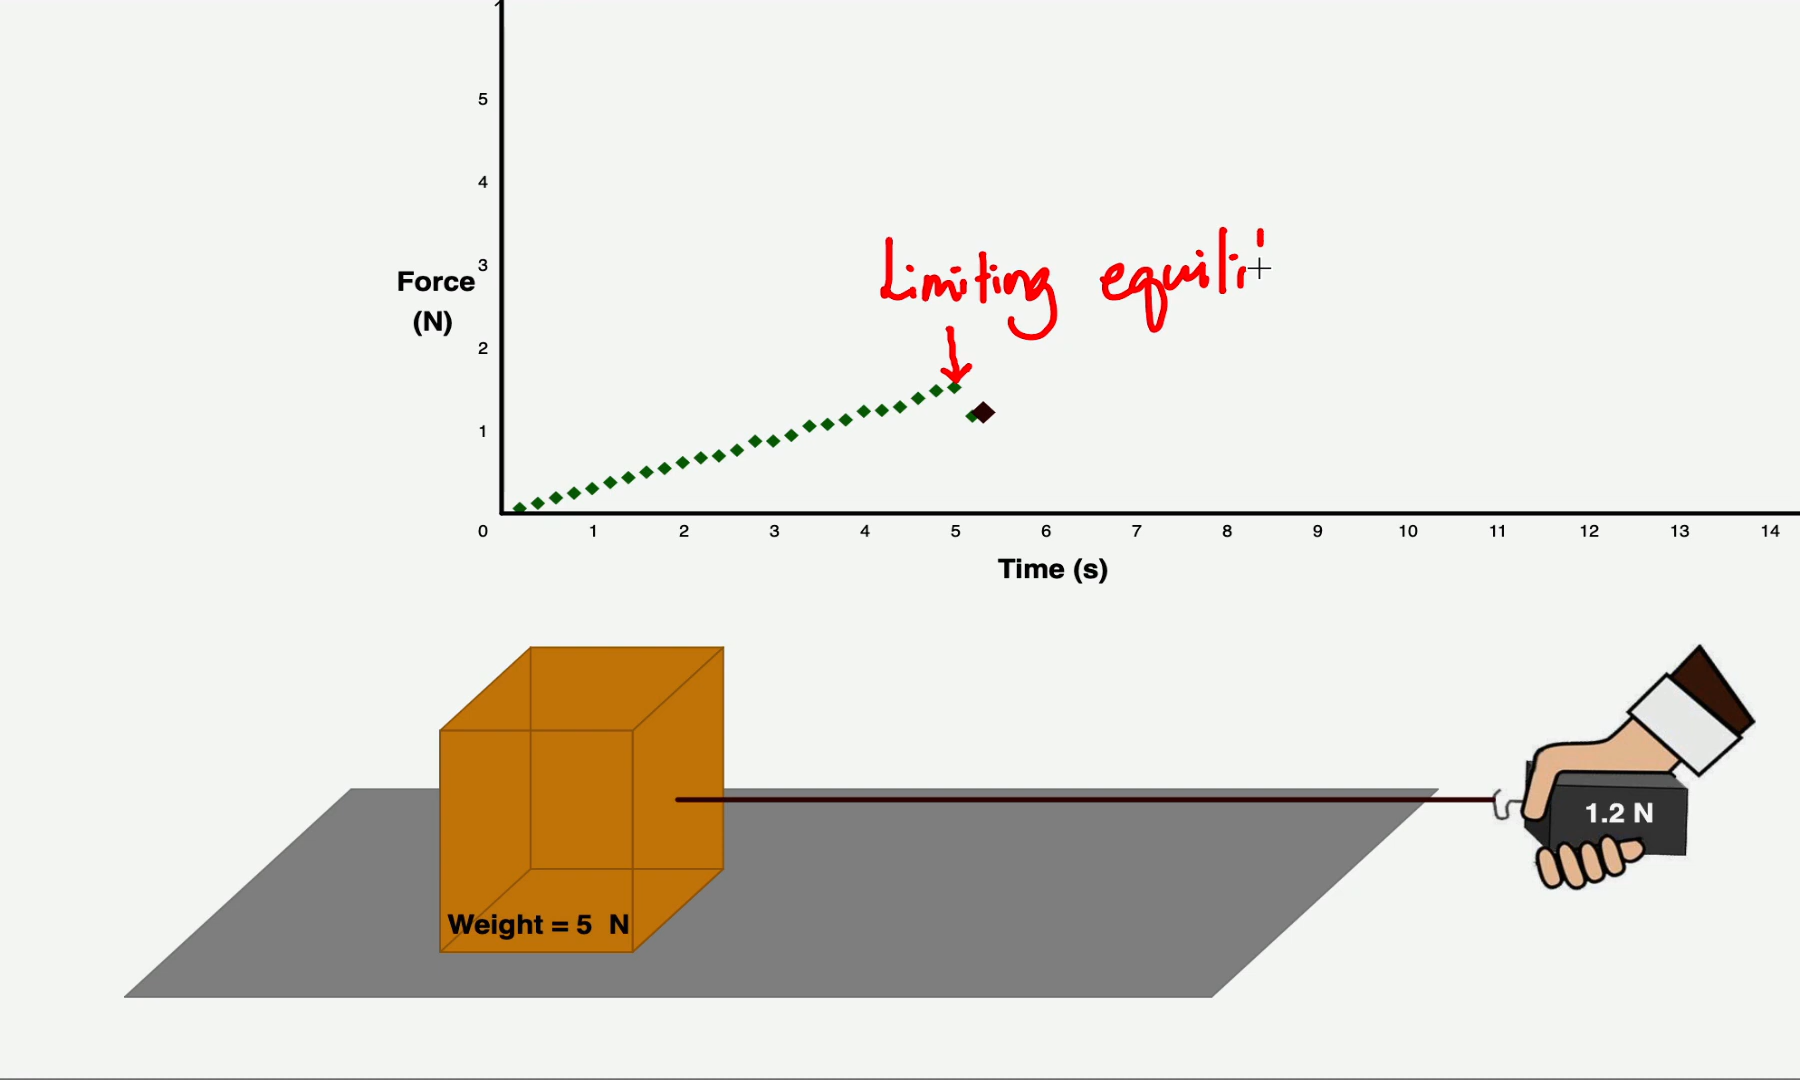 5
4
3
2
1
Force
(N)
Limiting equili
0 1 2 3 4 5 6 7 8 9 10 11 12 13 14
Time (s)
1.2 N
Weight = 5 N